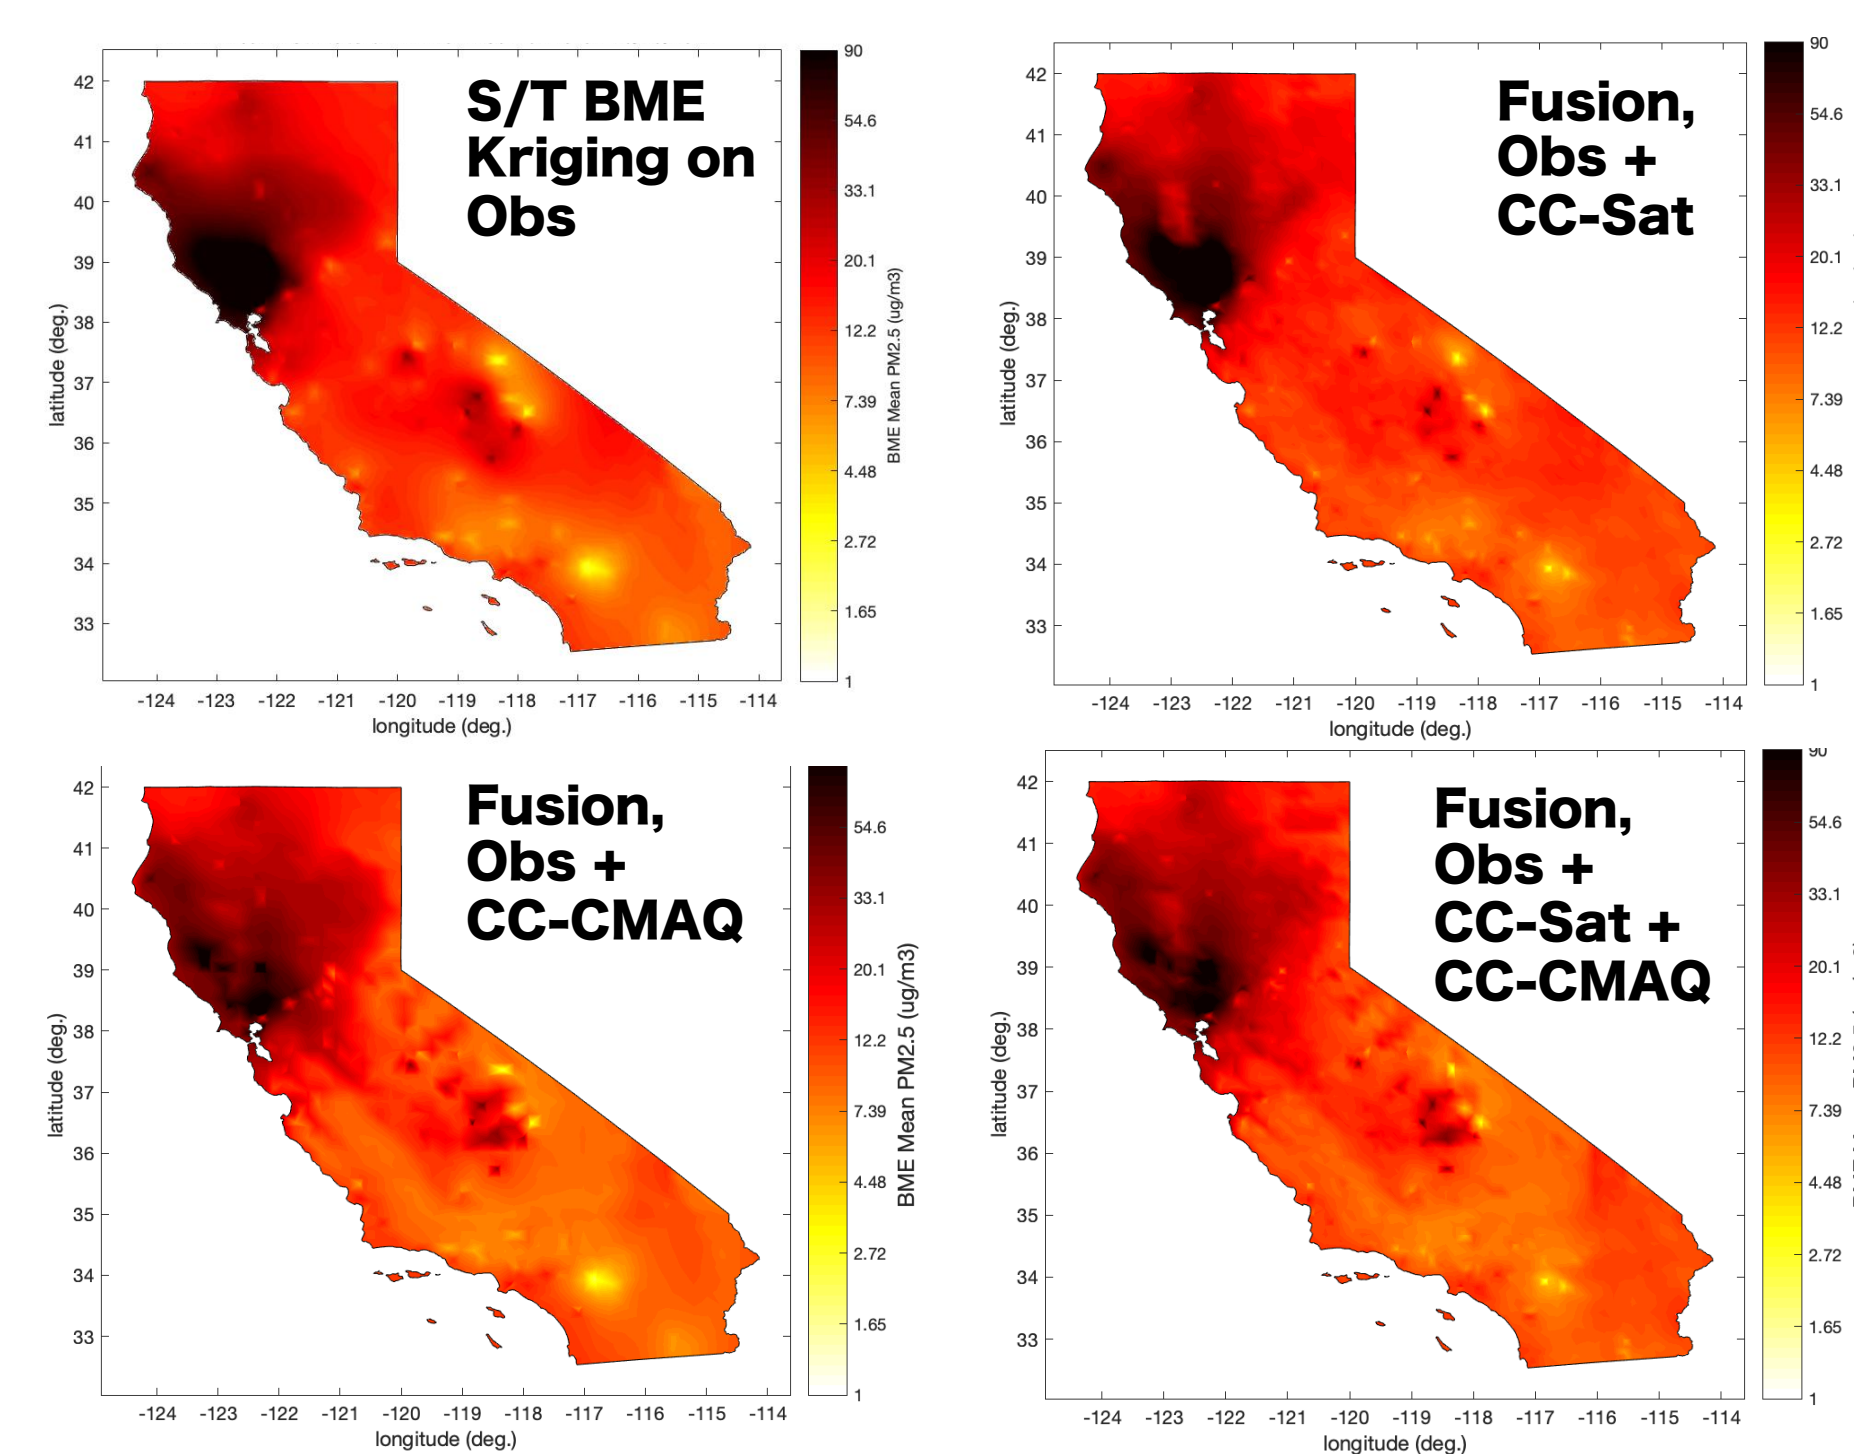 S/T BME
Kriging on
Obs
42
41
40
39
38
37
36
35
34
33
latitude (deg.)
-124 -123 -122 -121 -120 -119 -118 -117 -116 -115 -114
longitude (deg.)
90
54.6
33.1
20.1
12.2
7.39
4.48
2.72
1.65
1
BME Mean PM2.5 (ug/m3)
Fusion,
Obs +
CC-Sat
42
41
40
39
38
37
36
35
34
33
latitude (deg.)
-124 -123 -122 -121 -120 -119 -118 -117 -116 -115 -114
longitude (deg.)
90
54.6
33.1
20.1
12.2
7.39
4.48
2.72
1.65
1
Fusion,
Obs +
CC-CMAQ
42
41
40
39
38
37
36
35
34
33
latitude (deg.)
-124 -123 -122 -121 -120 -119 -118 -117 -116 -115 -114
longitude (deg.)
54.6
33.1
20.1
12.2
7.39
4.48
2.72
1.65
1
BME Mean PM2.5 (ug/m3)
Fusion,
Obs +
CC-Sat +
CC-CMAQ
42
41
40
39
38
37
36
35
34
33
latitude (deg.)
-124 -123 -122 -121 -120 -119 -118 -117 -116 -115 -114
longitude (deg.)
90
54.6
33.1
20.1
12.2
7.39
4.48
2.72
1.65
1